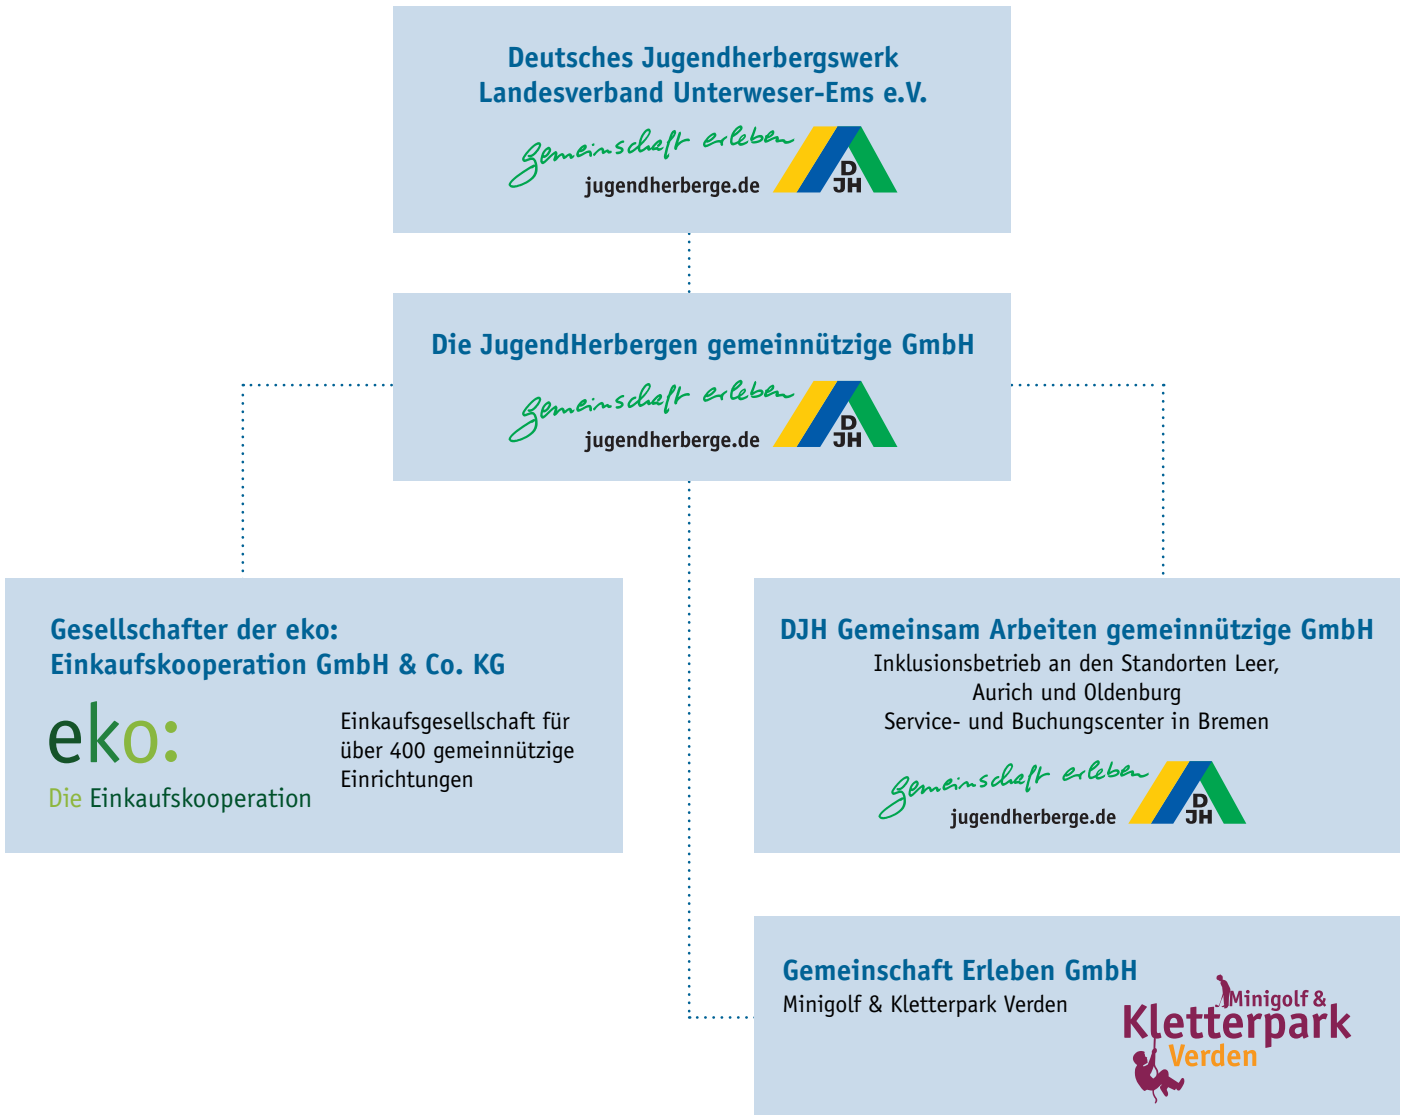 Deutsches Jugendherbergswerk
Landesverband Unterweser-Ems e.V.
gemeinschaft erleben
jugendherberge.de
D
JH
Die JugendHerbergen gemeinnützige GmbH
gemeinschaft erleben
jugendherberge.de
D
JH
Gesellschafter der eko:
Einkaufskooperation GmbH & Co. KG
eko:
Die Einkaufskooperation
Einkaufsgesellschaft für
über 400 gemeinnützige
Einrichtungen
DJH Gemeinsam Arbeiten gemeinnützige GmbH
Inklusionsbetrieb an den Standorten Leer,
Aurich und Oldenburg
Service- und Buchungscenter in Bremen
gemeinschaft erleben
jugendherberge.de
D
JH
Gemeinschaft Erleben GmbH
Minigolf & Kletterpark Verden
Minigolf &
Kletterpark
Verden